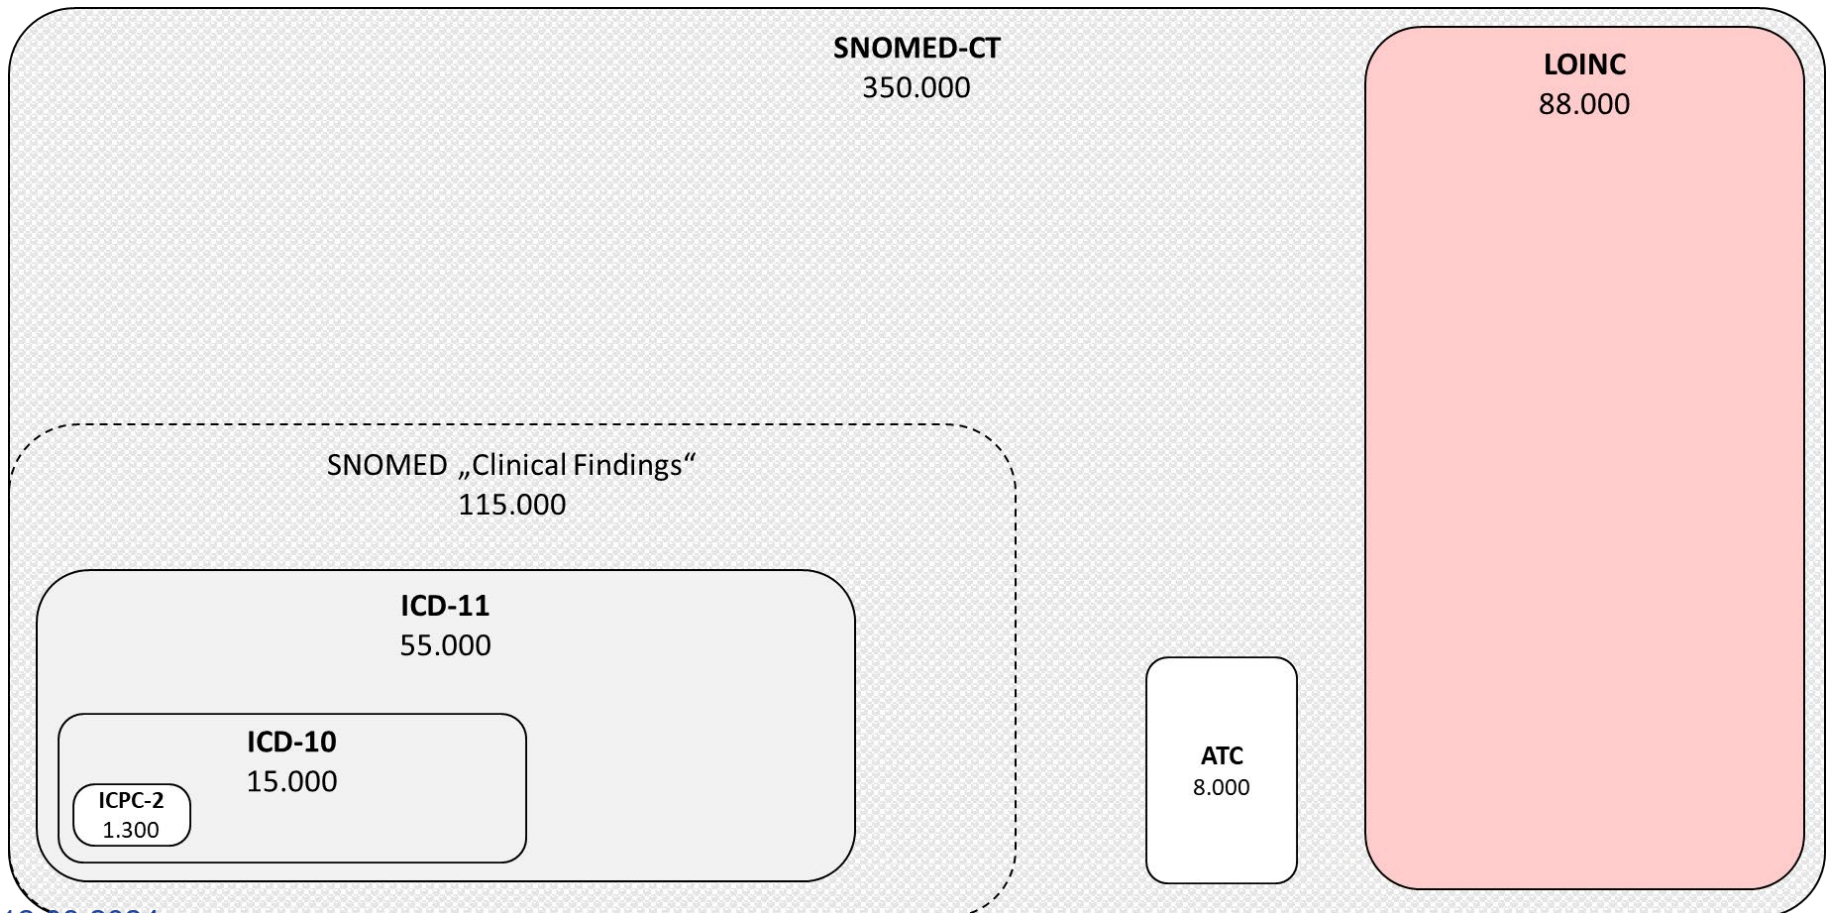 SNOMED-CT
350.000
LOINC
88.000
SNOMED „Clinical Findings“
115.000
ICD-11
55.000
ICD-10
15.000
ICPC-2
1.300
ATC
8.000